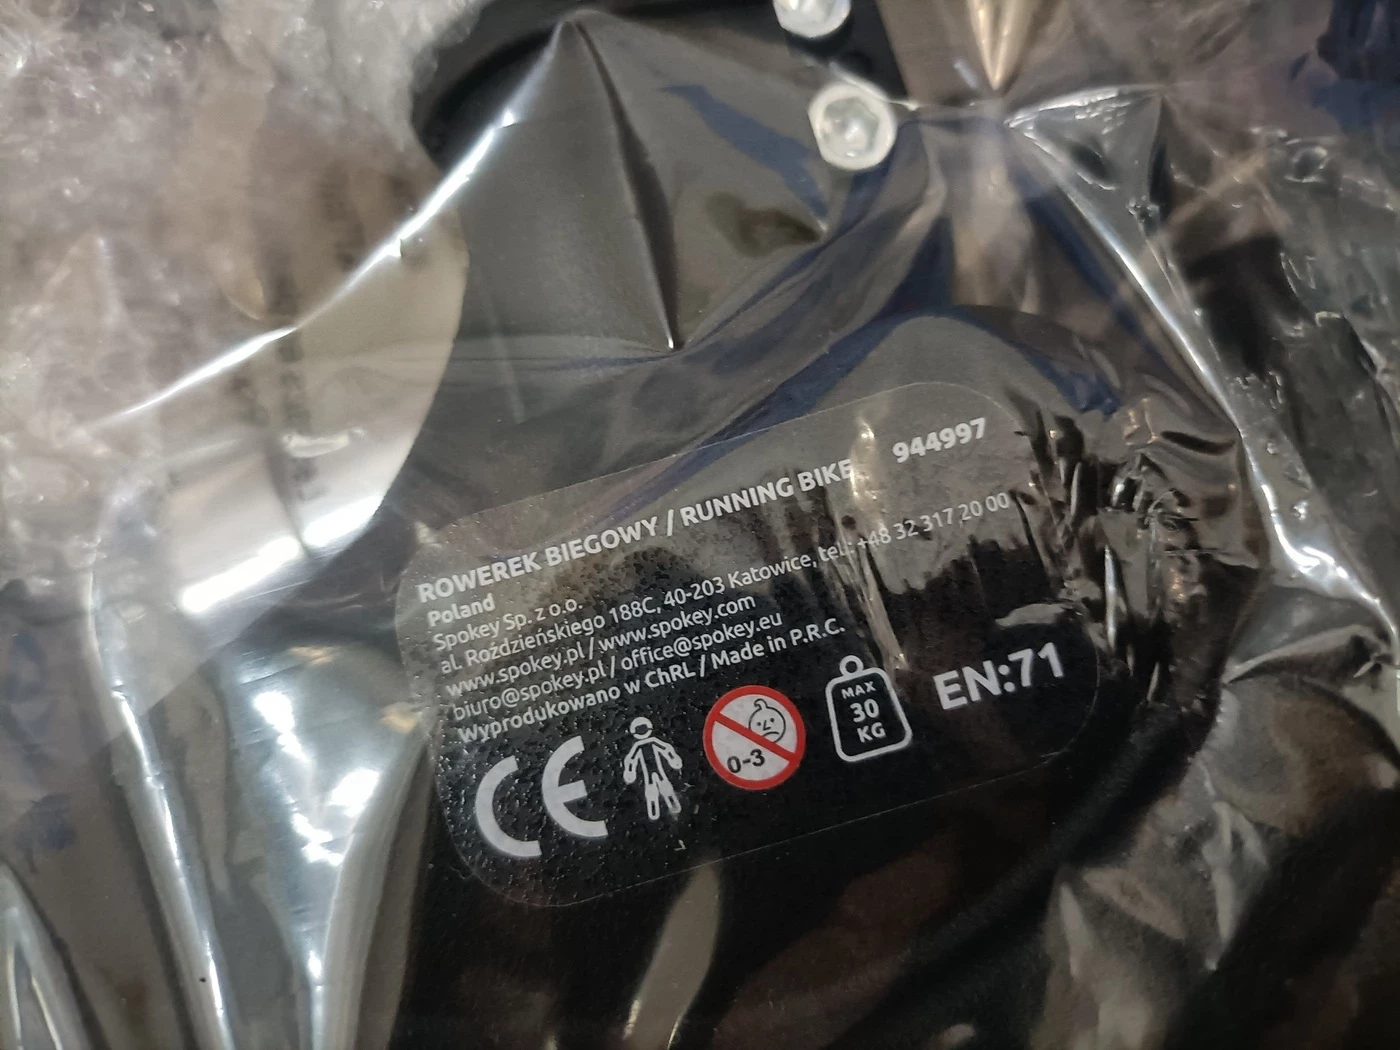 ROWEREK BIEGOWY / RUNNING BIKE 944997
Poland
Spokey Sp. z o.o.
al. Roździeńskiego 188C, 40-203 Katowice, tel.: +48 32 317 20 00
www.spokey.pl / www.spokey.com
biuro@spokey.pl / office@spokey.eu
Wyprodukowano w ChRL / Made in P.R.C.
CE
0-3
MAX
30
KG
EN:71